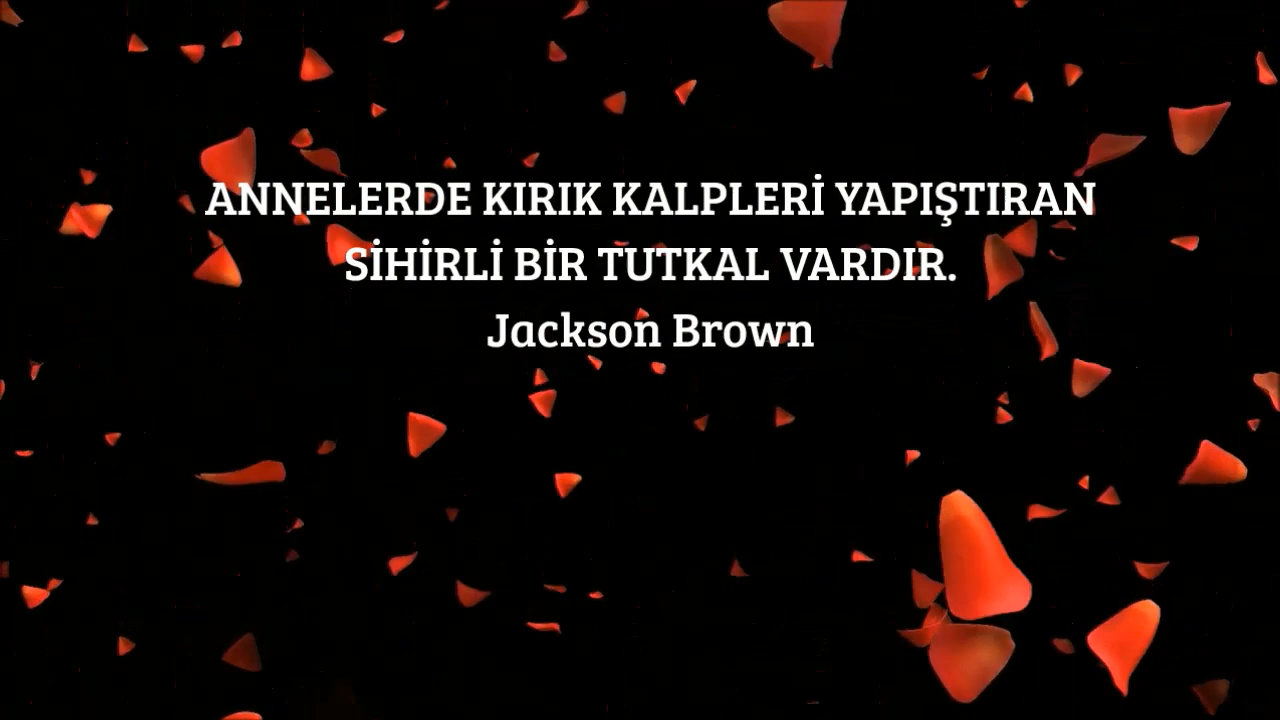 ANNELERDE KIRIK KALPLERİ YAPIŞTIRAN
SİHİRLİ BİR TUTKAL VARDIR.
Jackson Brown